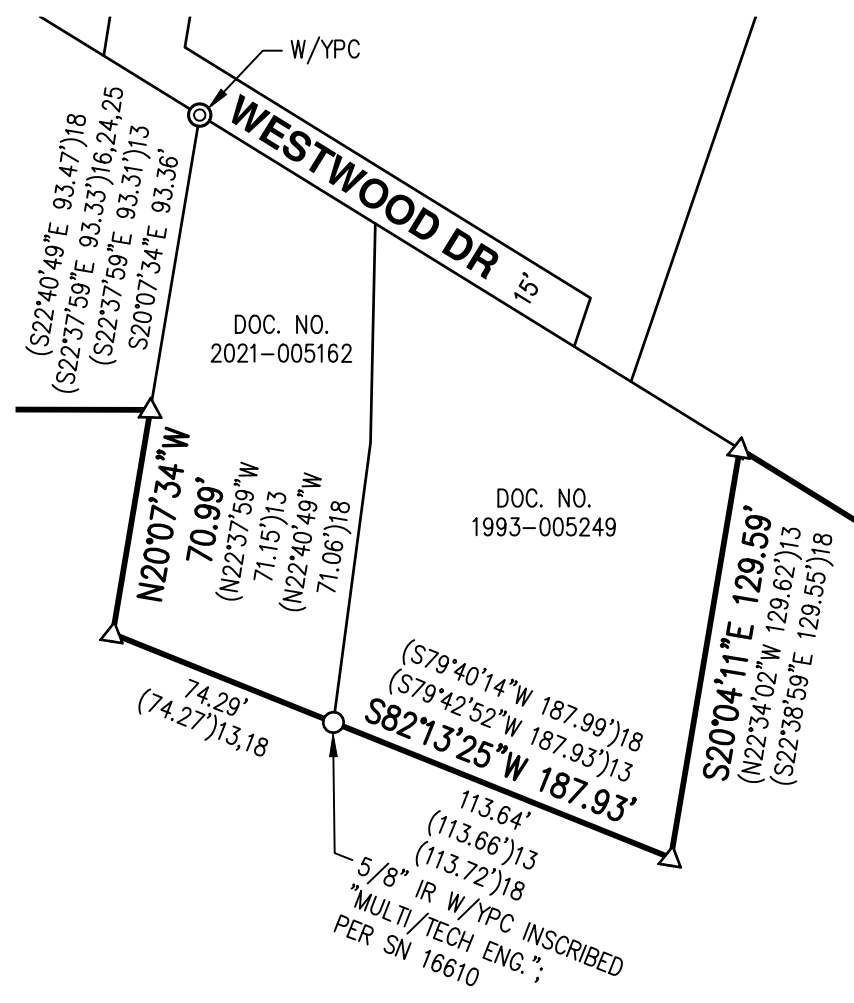 W/YPC
WESTWOOD DR
15'
(S22°40'49"E 93.47')18
(S22°37'59"E 93.33')16,24,25
(S22°37'59"E 93.31')13
S20°07'34"E 93.36'
DOC. NO.
2021-005162
N20°07'34"W
70.99'
(N22°37'59"W
71.15')13
(N22°40'49"W
71.06')18
DOC. NO.
1993-005249
S20°04'11"E 129.59'
(N22°34'02"W 129.62')13
(S22°38'59"E 129.55')18
74.29'
(74.27')13,18
(S79°40'14"W 187.99')18
(S79°42'52"W 187.93')13
S82°13'25"W 187.93'
113.64'
(113.66')13
(113.72')18
5/8" IR W/YPC INSCRIBED
"MULTI/TECH ENG.";
PER SN 16610